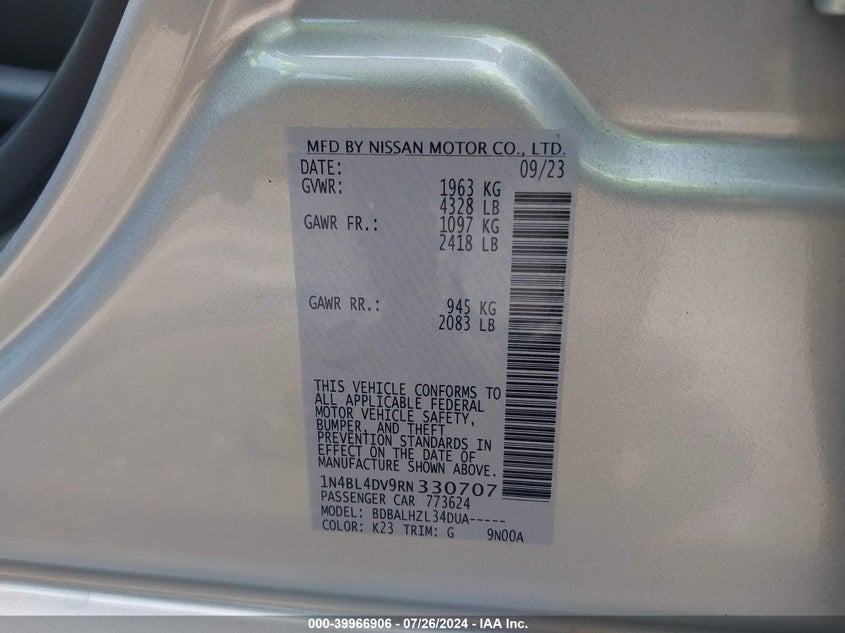 MFD BY NISSAN MOTOR CO., LTD.
DATE: 09/23
GVWR: 1963 KG
4328 LB
GAWR FR.: 1097 KG
2418 LB
GAWR RR.: 945 KG
2083 LB
THIS VEHICLE CONFORMS TO
ALL APPLICABLE FEDERAL
MOTOR VEHICLE SAFETY,
BUMPER, AND THEFT
PREVENTION STANDARDS IN
EFFECT ON THE DATE OF
MANUFACTURE SHOWN ABOVE.
1N4BL4DV9RN330707
PASSENGER CAR 773624
MODEL: BDBALHZL34DUA-----
COLOR: K23 TRIM: G 9N00A
000-39966906 - 07/26/2024 - IAA Inc.